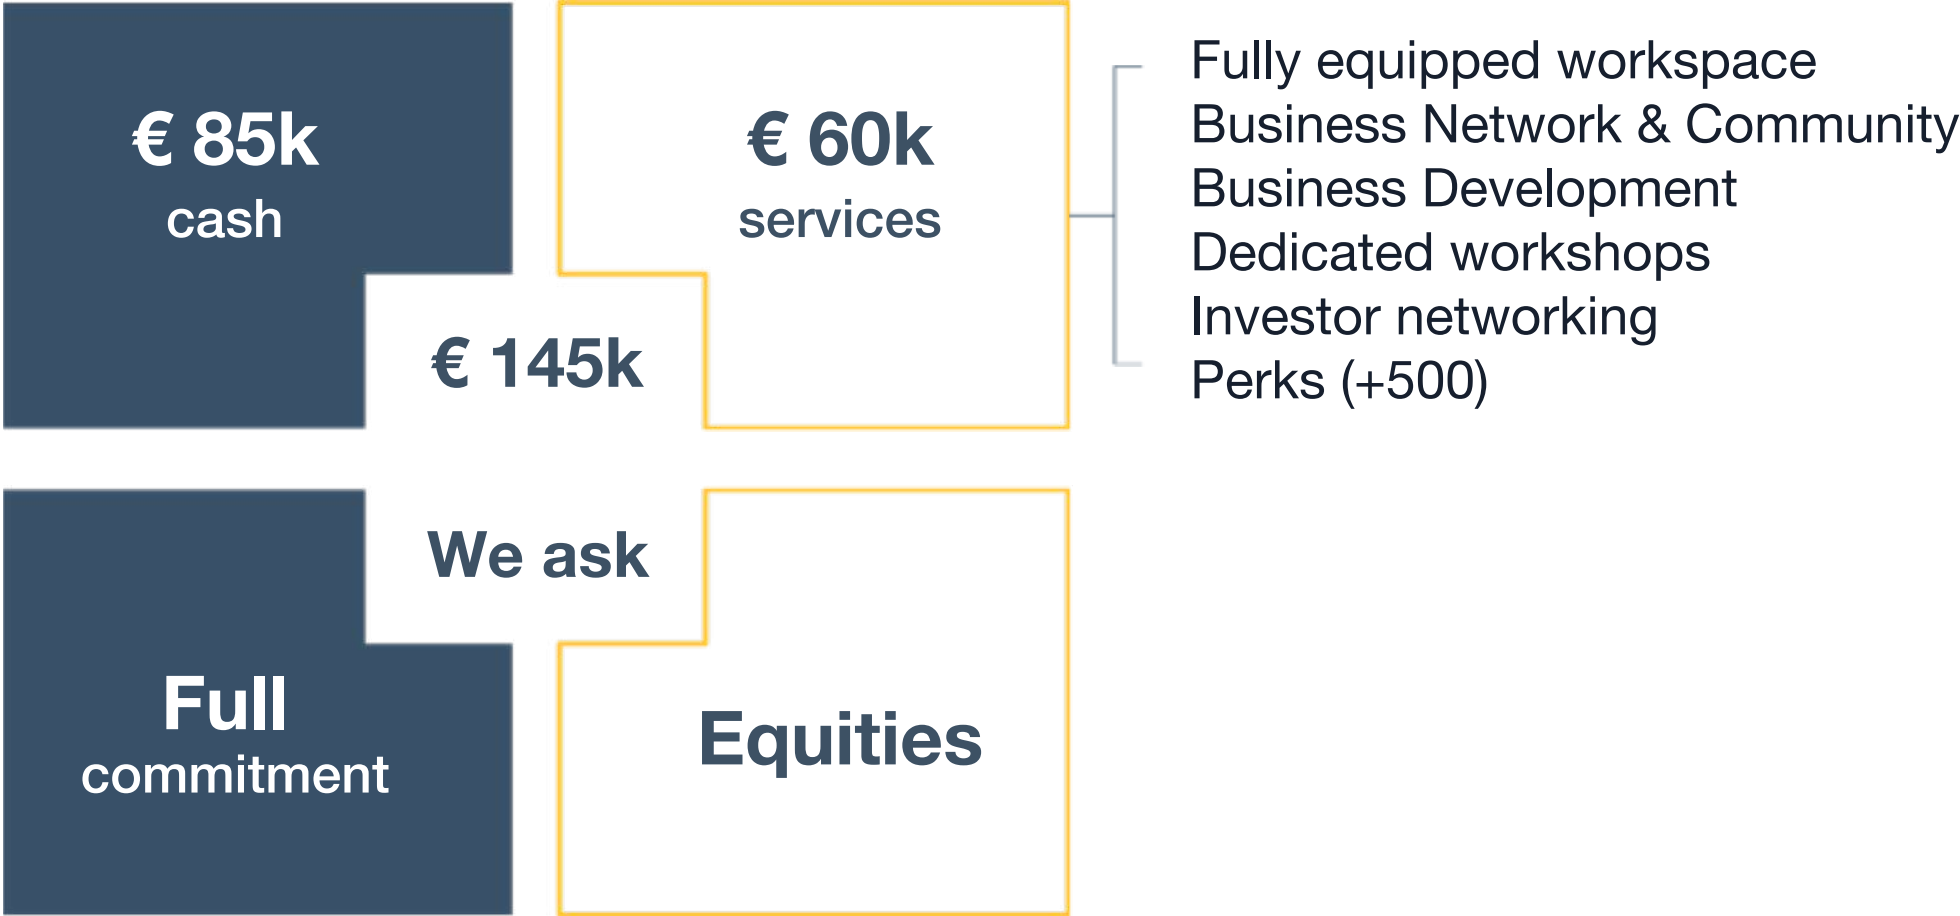 € 85k
cash
€ 60k
services
€ 145k
Fully equipped workspace
Business Network & Community
Business Development
Dedicated workshops
Investor networking
Perks (+500)
We ask
Full
commitment
Equities